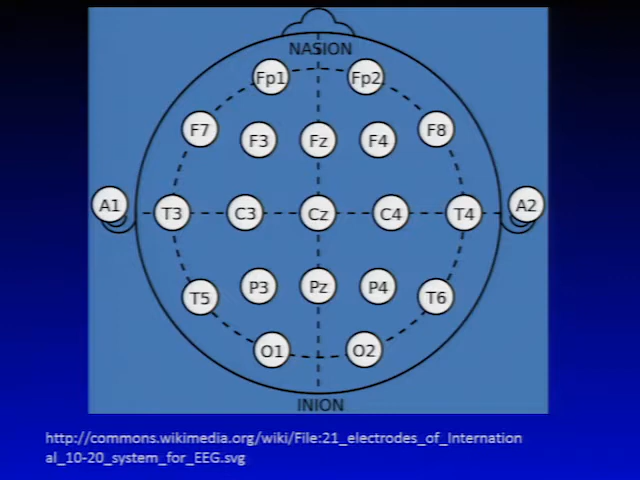 NASION
Fp1 Fp2
F7 F3 Fz F4 F8
A1 T3 C3 Cz C4 T4 A2
T5 P3 Pz P4 T6
O1 O2
INION
http://commons.wikimedia.org/wiki/File:21_electrodes_of_Internation
al_10-20_system_for_EEG.svg